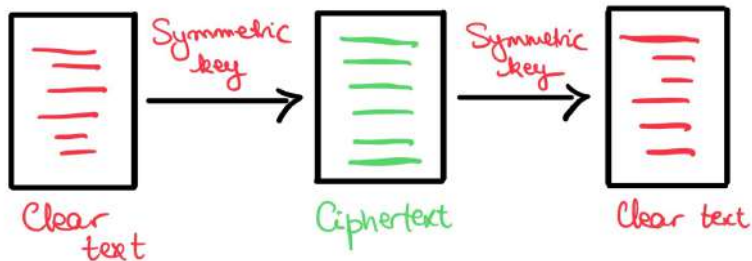 Symmetric
key
Symmetric
key
Clear
text
Ciphertext
Clear text